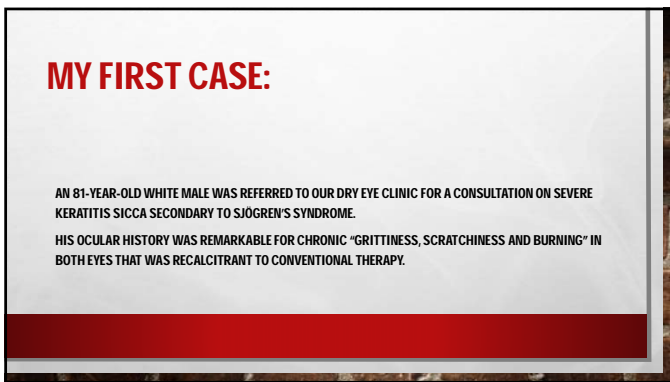 MY FIRST CASE:
AN 81-YEAR-OLD WHITE MALE WAS REFERRED TO OUR DRY EYE CLINIC FOR A CONSULTATION ON SEVERE
KERATITIS SICCA SECONDARY TO SJÖGREN'S SYNDROME.
HIS OCULAR HISTORY WAS REMARKABLE FOR CHRONIC “GRITTINESS, SCRATCHINESS AND BURNING” IN
BOTH EYES THAT WAS RECALCITRANT TO CONVENTIONAL THERAPY.